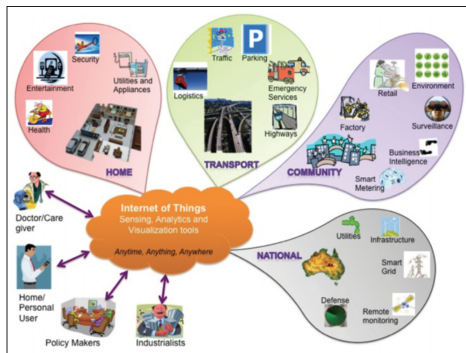 Security
Entertainment
Utilities and
Appliances
Health
HOME
Traffic
P
Parking
Logistics
Emergency
Services
Highways
TRANSPORT
Retail
Environment
Factory
Surveillance
Business
Intelligence
COMMUNITY
Smart
Metering
Internet of Things
Sensing, Analytics and
Visualization tools
Anytime, Anything, Anywhere
NATIONAL
Utilities
Infrastructure
Smart
Grid
Defense
Remote
monitoring
Doctor/Care
giver
Home/
Personal
User
Policy Makers
Industrialists